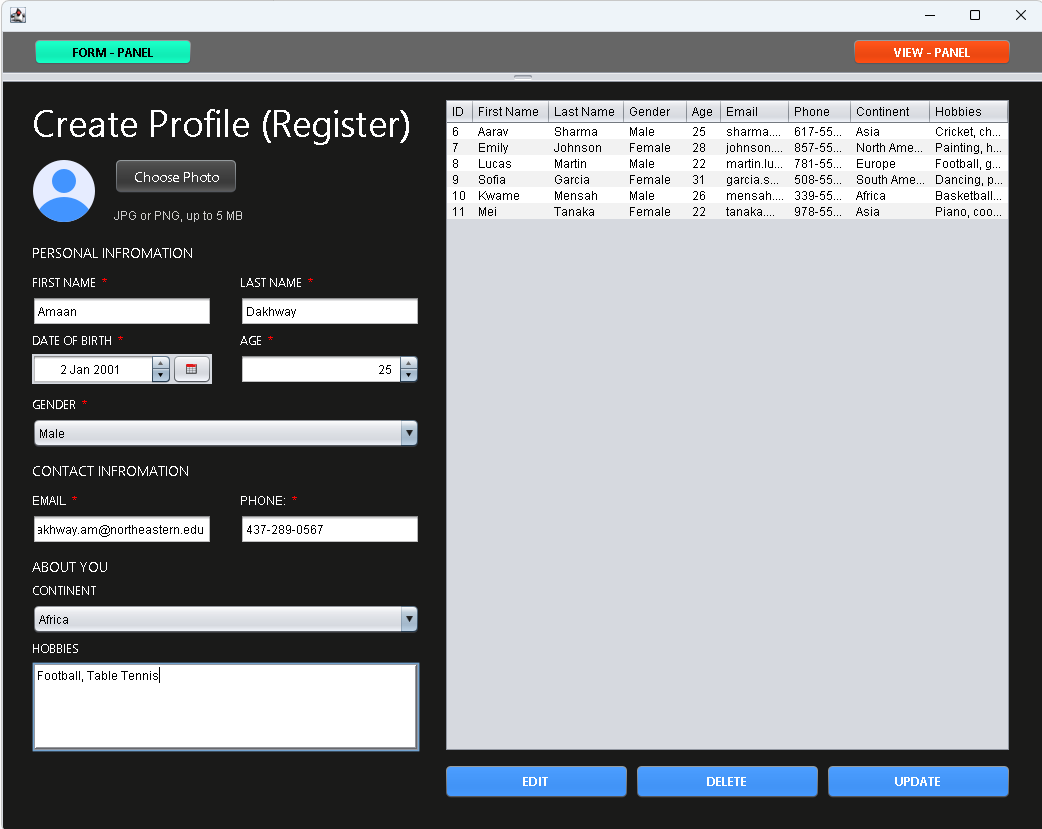 FORM - PANEL
VIEW - PANEL
Create Profile (Register)
Choose Photo
JPG or PNG, up to 5 MB
PERSONAL INFROMATION
FIRST NAME *
LAST NAME *
Amaan
Dakhway
DATE OF BIRTH *
AGE *
2 Jan 2001
25
GENDER *
Male
CONTACT INFROMATION
EMAIL *
PHONE: *
akhway.am@northeastern.edu
437-289-0567
ABOUT YOU
CONTINENT
Africa
HOBBIES
Football, Table Tennis
ID First Name Last Name Gender Age Email Phone Continent Hobbies
6 Aarav Sharma Male 25 sharma.... 617-55... Asia Cricket, ch...
7 Emily Johnson Female 28 johnson.... 857-55... North Ame... Painting, h...
8 Lucas Martin Male 22 martin.lu... 781-55... Europe Football, g...
9 Sofia Garcia Female 31 garcia.s... 508-55... South Ame... Dancing, p...
10 Kwame Mensah Male 26 mensah.... 339-55... Africa Basketball...
11 Mei Tanaka Female 22 tanaka.... 978-55... Asia Piano, coo...
EDIT
DELETE
UPDATE